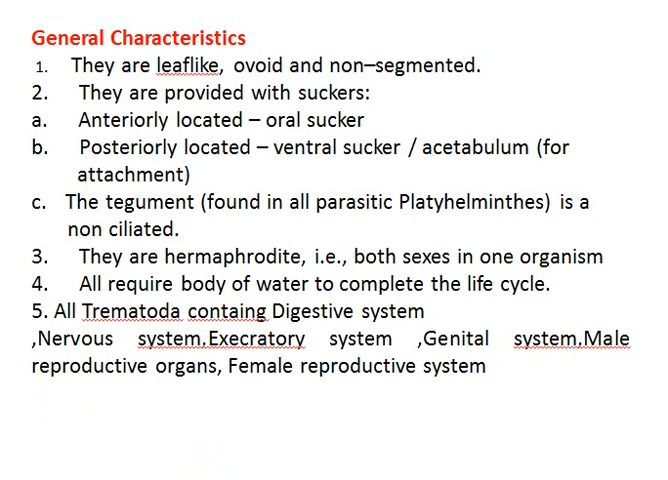 General Characteristics
1. They are leaflike, ovoid and non–segmented.
2. They are provided with suckers:
a. Anteriorly located – oral sucker
b. Posteriorly located – ventral sucker / acetabulum (for
attachment)
c. The tegument (found in all parasitic Platyhelminthes) is a
non ciliated.
3. They are hermaphrodite, i.e., both sexes in one organism
4. All require body of water to complete the life cycle.
5. All Trematoda containg Digestive system
,Nervous system.Execratory system ,Genital system.Male
reproductive organs, Female reproductive system